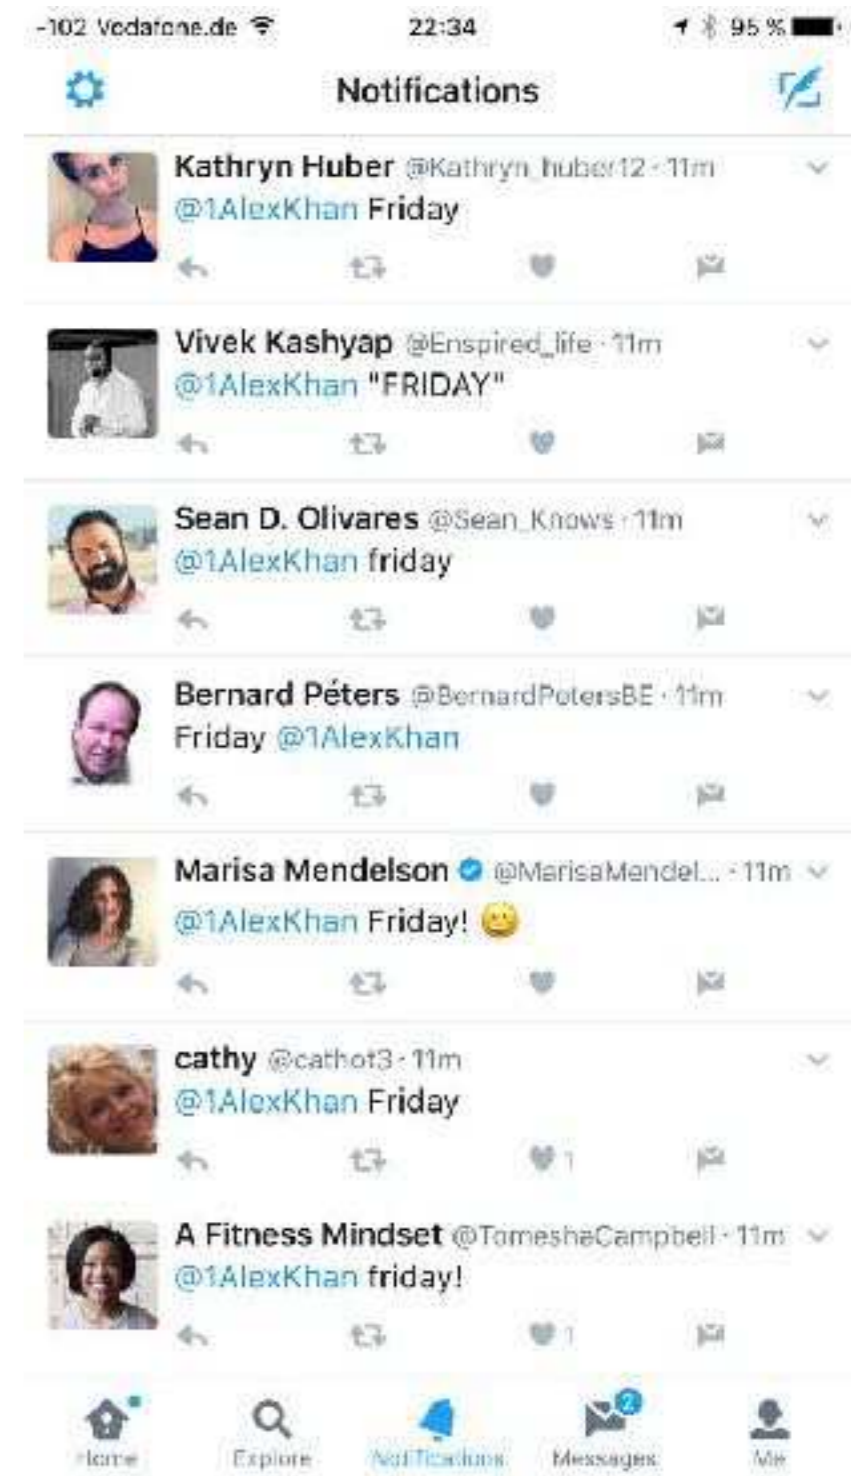 -102 Vodafone.de 22:34 95 %
Notifications
Kathryn Huber @Kathryn_huber12 · 11m
@1AlexKhan Friday
Vivek Kashyap @Enspired_life · 11m
@1AlexKhan "FRIDAY"
Sean D. Olivares @Sean_Knows · 11m
@1AlexKhan friday
Bernard Péters @BernardPetersBE · 11m
Friday @1AlexKhan
Marisa Mendelson @MarisaMendel... · 11m
@1AlexKhan Friday! 😀
cathy @cathot3 · 11m
@1AlexKhan Friday
1
A Fitness Mindset @TomeshaCampbell · 11m
@1AlexKhan friday!
1
2
Home Explore Notifications Messages Me